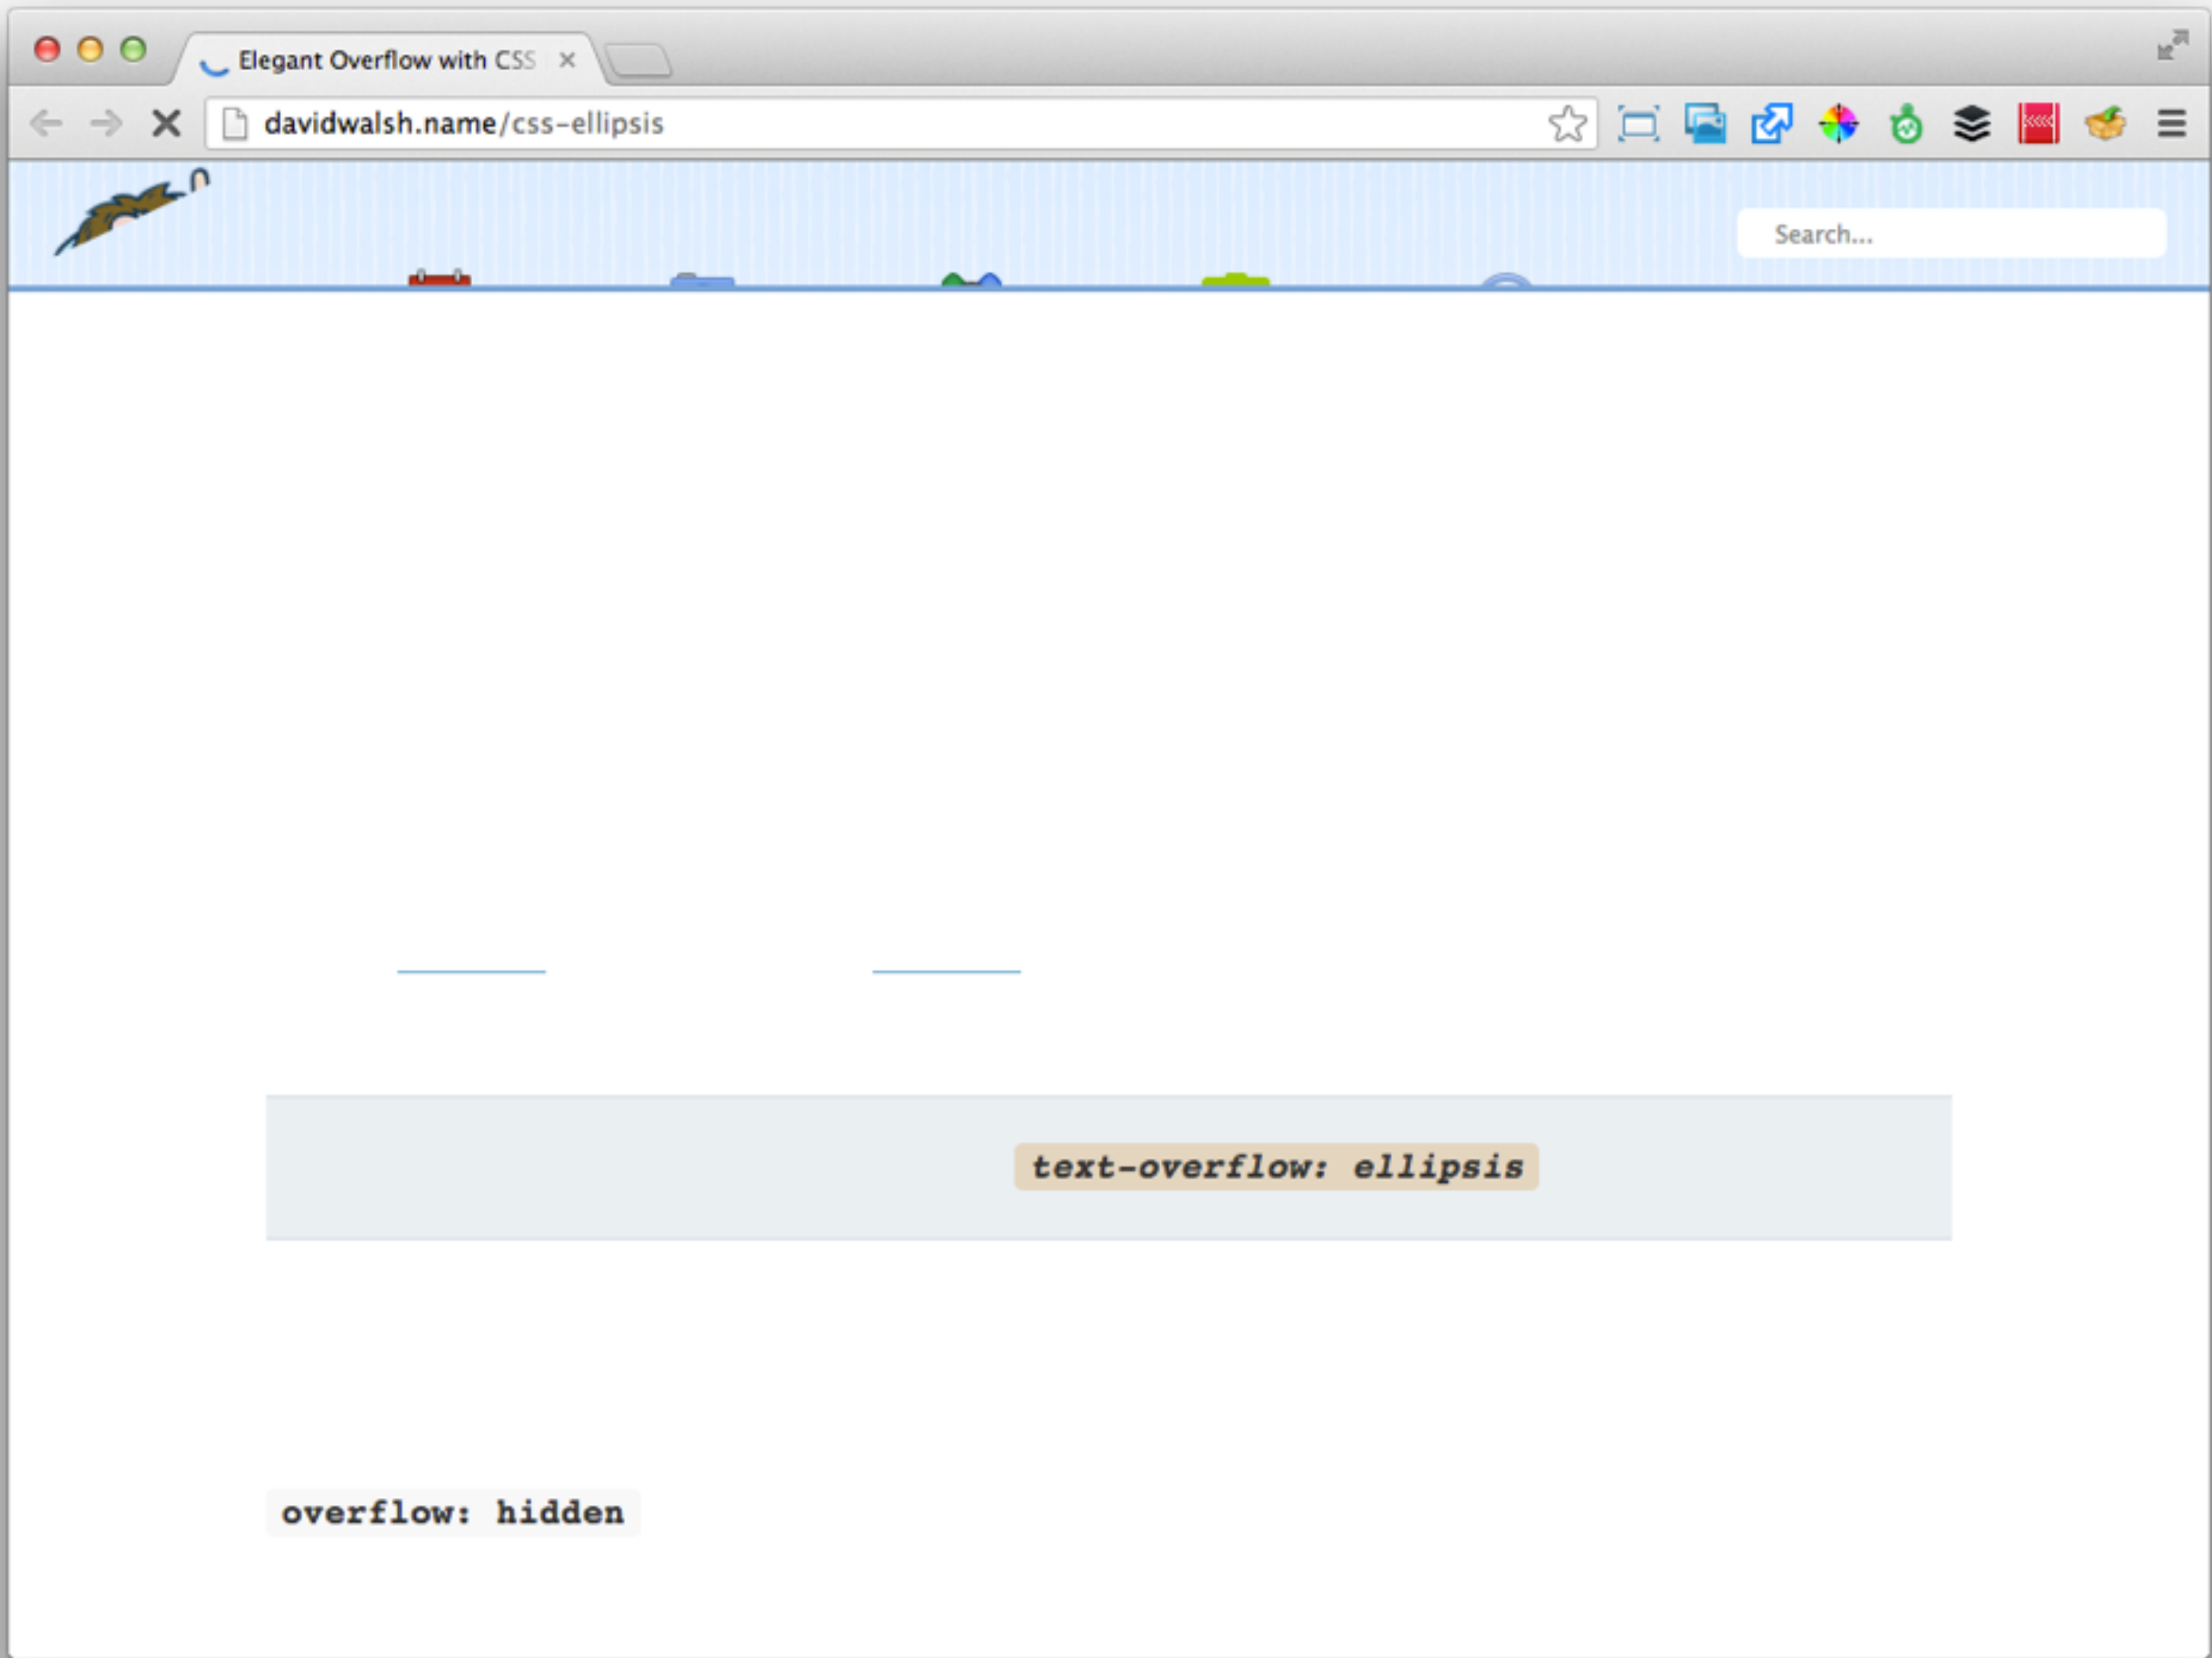 Elegant Overflow with CSS
davidwalsh.name/css-ellipsis
Search...
text-overflow: ellipsis
overflow: hidden